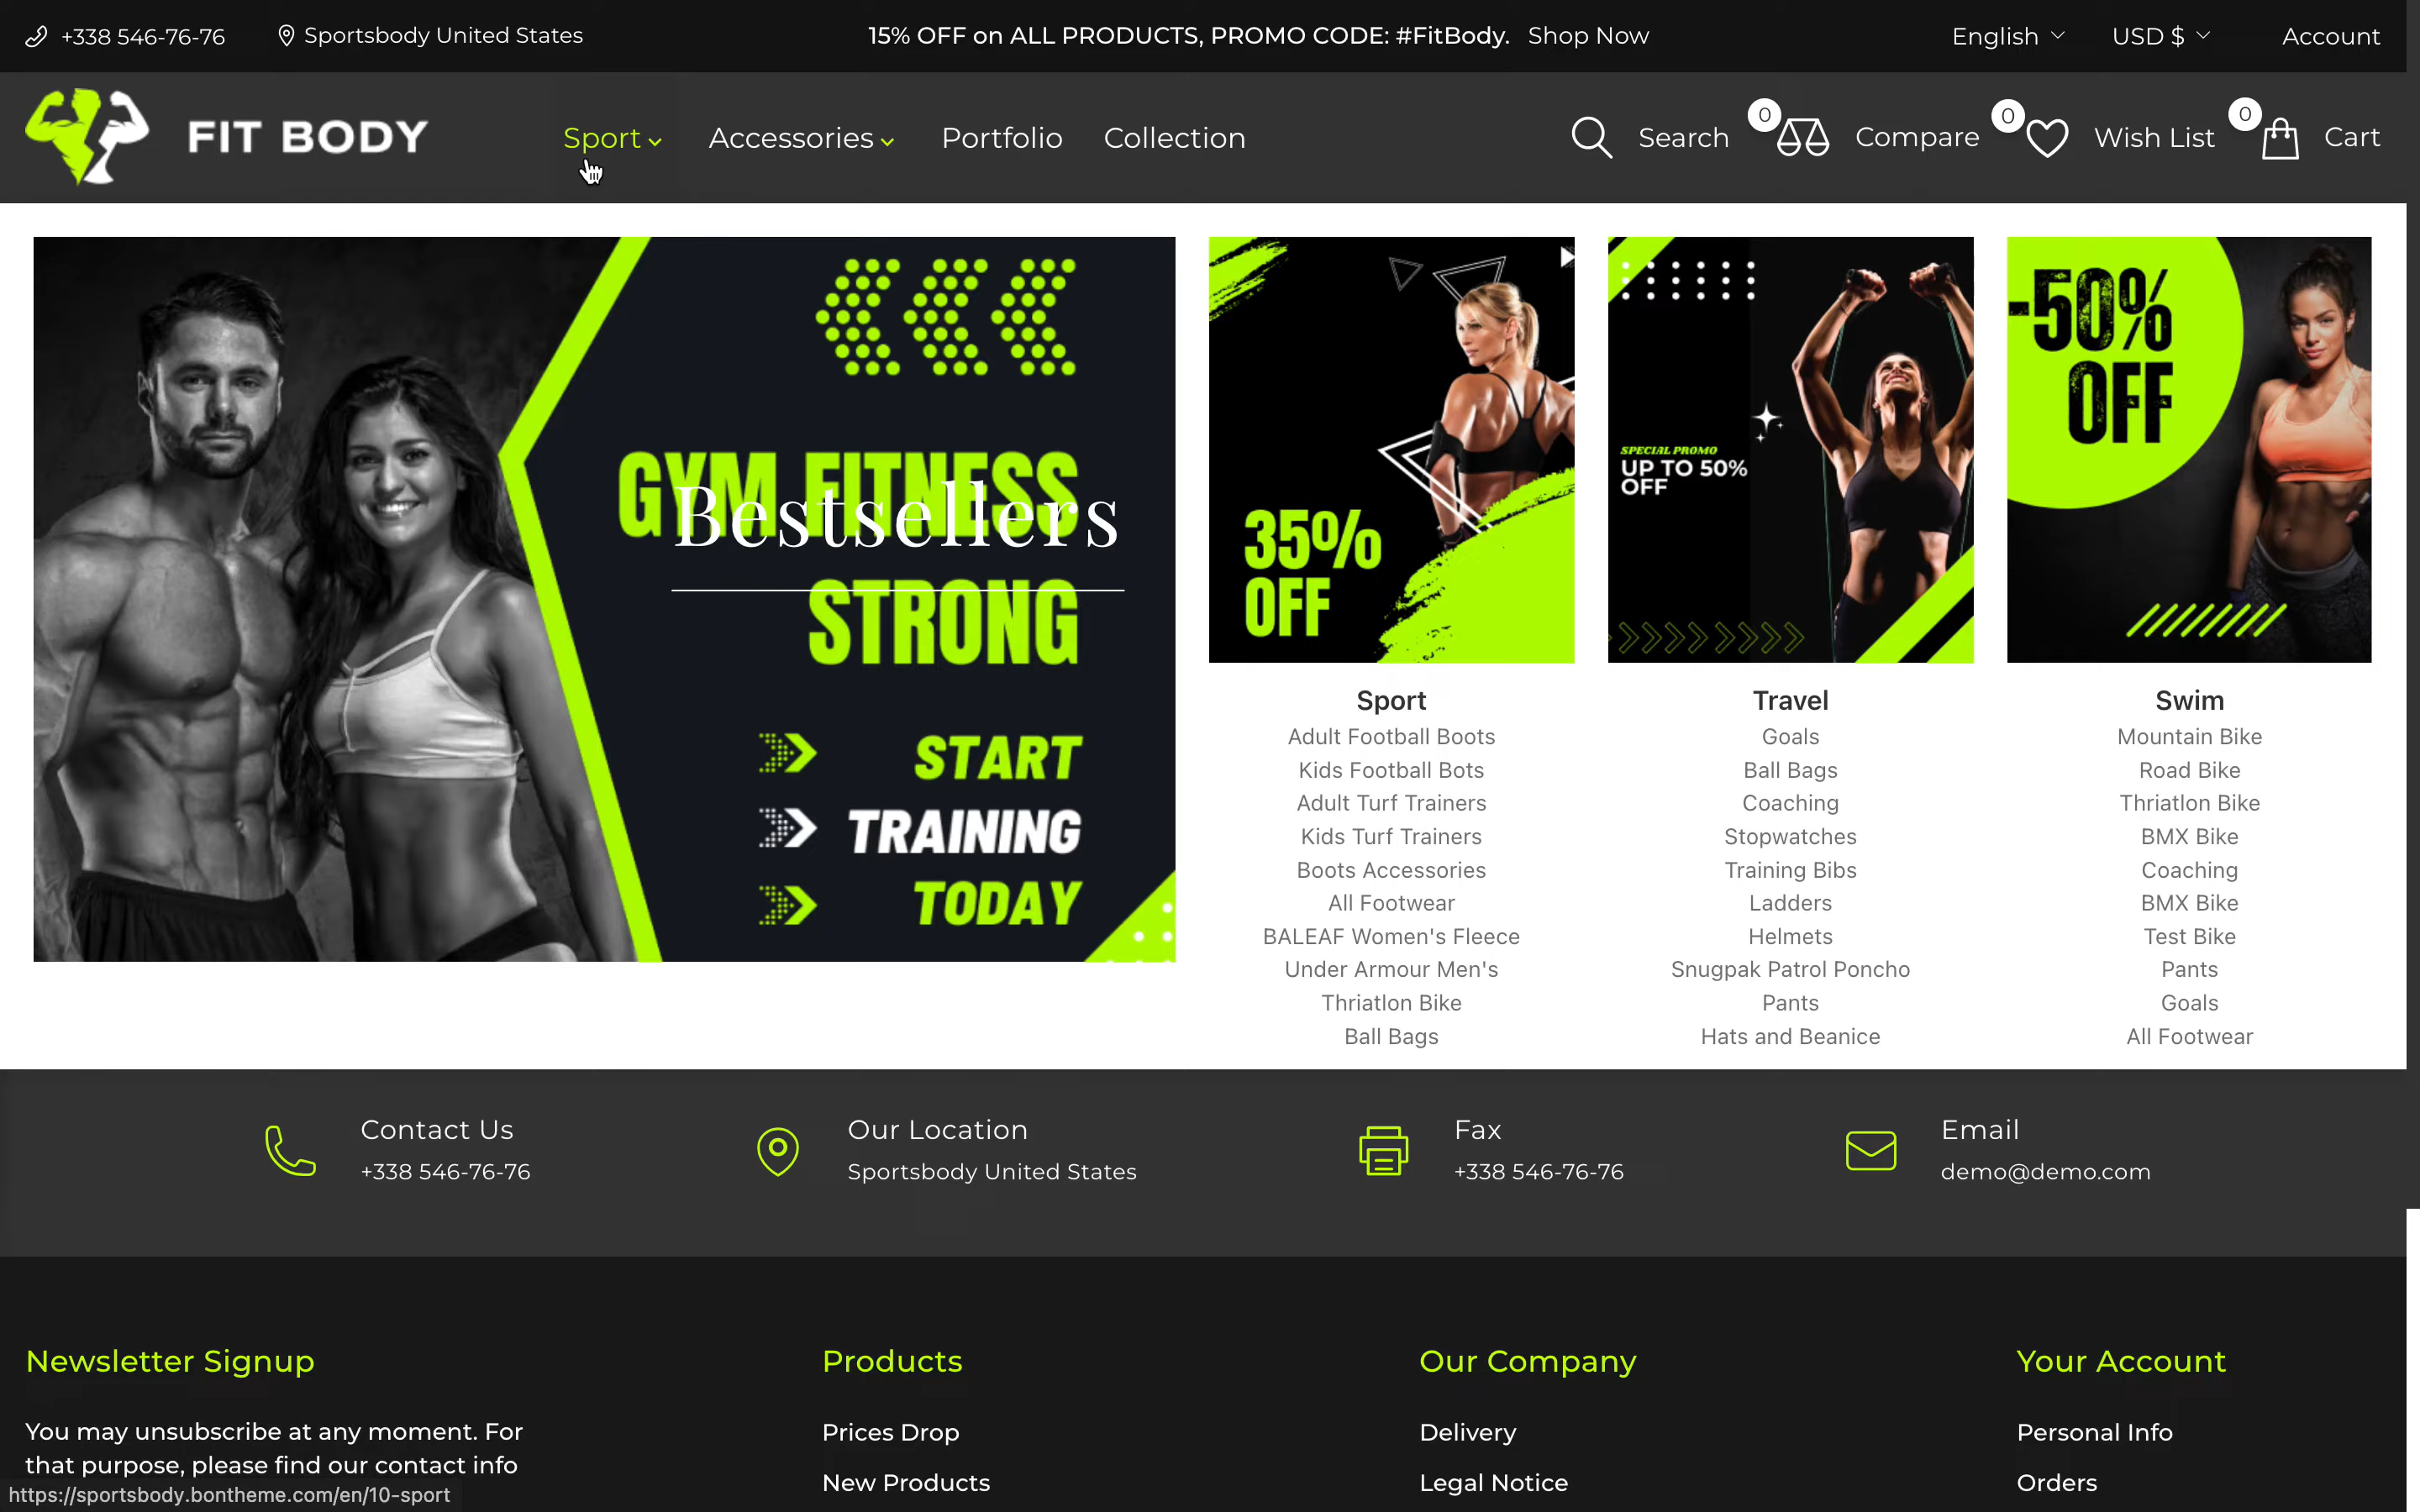 +338 546-76-76
Sportsbody United States
15% OFF on ALL PRODUCTS, PROMO CODE: #FitBody. Shop Now
English
USD $
Account
FIT BODY
Sport
Accessories
Portfolio
Collection
Search
0
Compare
0
Wish List
0
Cart
GYM FITNESS
Bestsellers
STRONG
START
TRAINING
TODAY
35%
OFF
SPECIAL PROMO
UP TO 50%
OFF
-50%
OFF
Sport
Adult Football Boots
Kids Football Bots
Adult Turf Trainers
Kids Turf Trainers
Boots Accessories
All Footwear
BALEAF Women's Fleece
Under Armour Men's
Thriatlon Bike
Ball Bags
Travel
Goals
Ball Bags
Coaching
Stopwatches
Training Bibs
Ladders
Helmets
Snugpak Patrol Poncho
Pants
Hats and Beanice
Swim
Mountain Bike
Road Bike
Thriatlon Bike
BMX Bike
Coaching
BMX Bike
Test Bike
Pants
Goals
All Footwear
Contact Us
+338 546-76-76
Our Location
Sportsbody United States
Fax
+338 546-76-76
Email
demo@demo.com
Newsletter Signup
You may unsubscribe at any moment. For
that purpose, please find our contact info
Products
Prices Drop
New Products
Our Company
Delivery
Legal Notice
Your Account
Personal Info
Orders
https://sportsbody.bontheme.com/en/10-sport